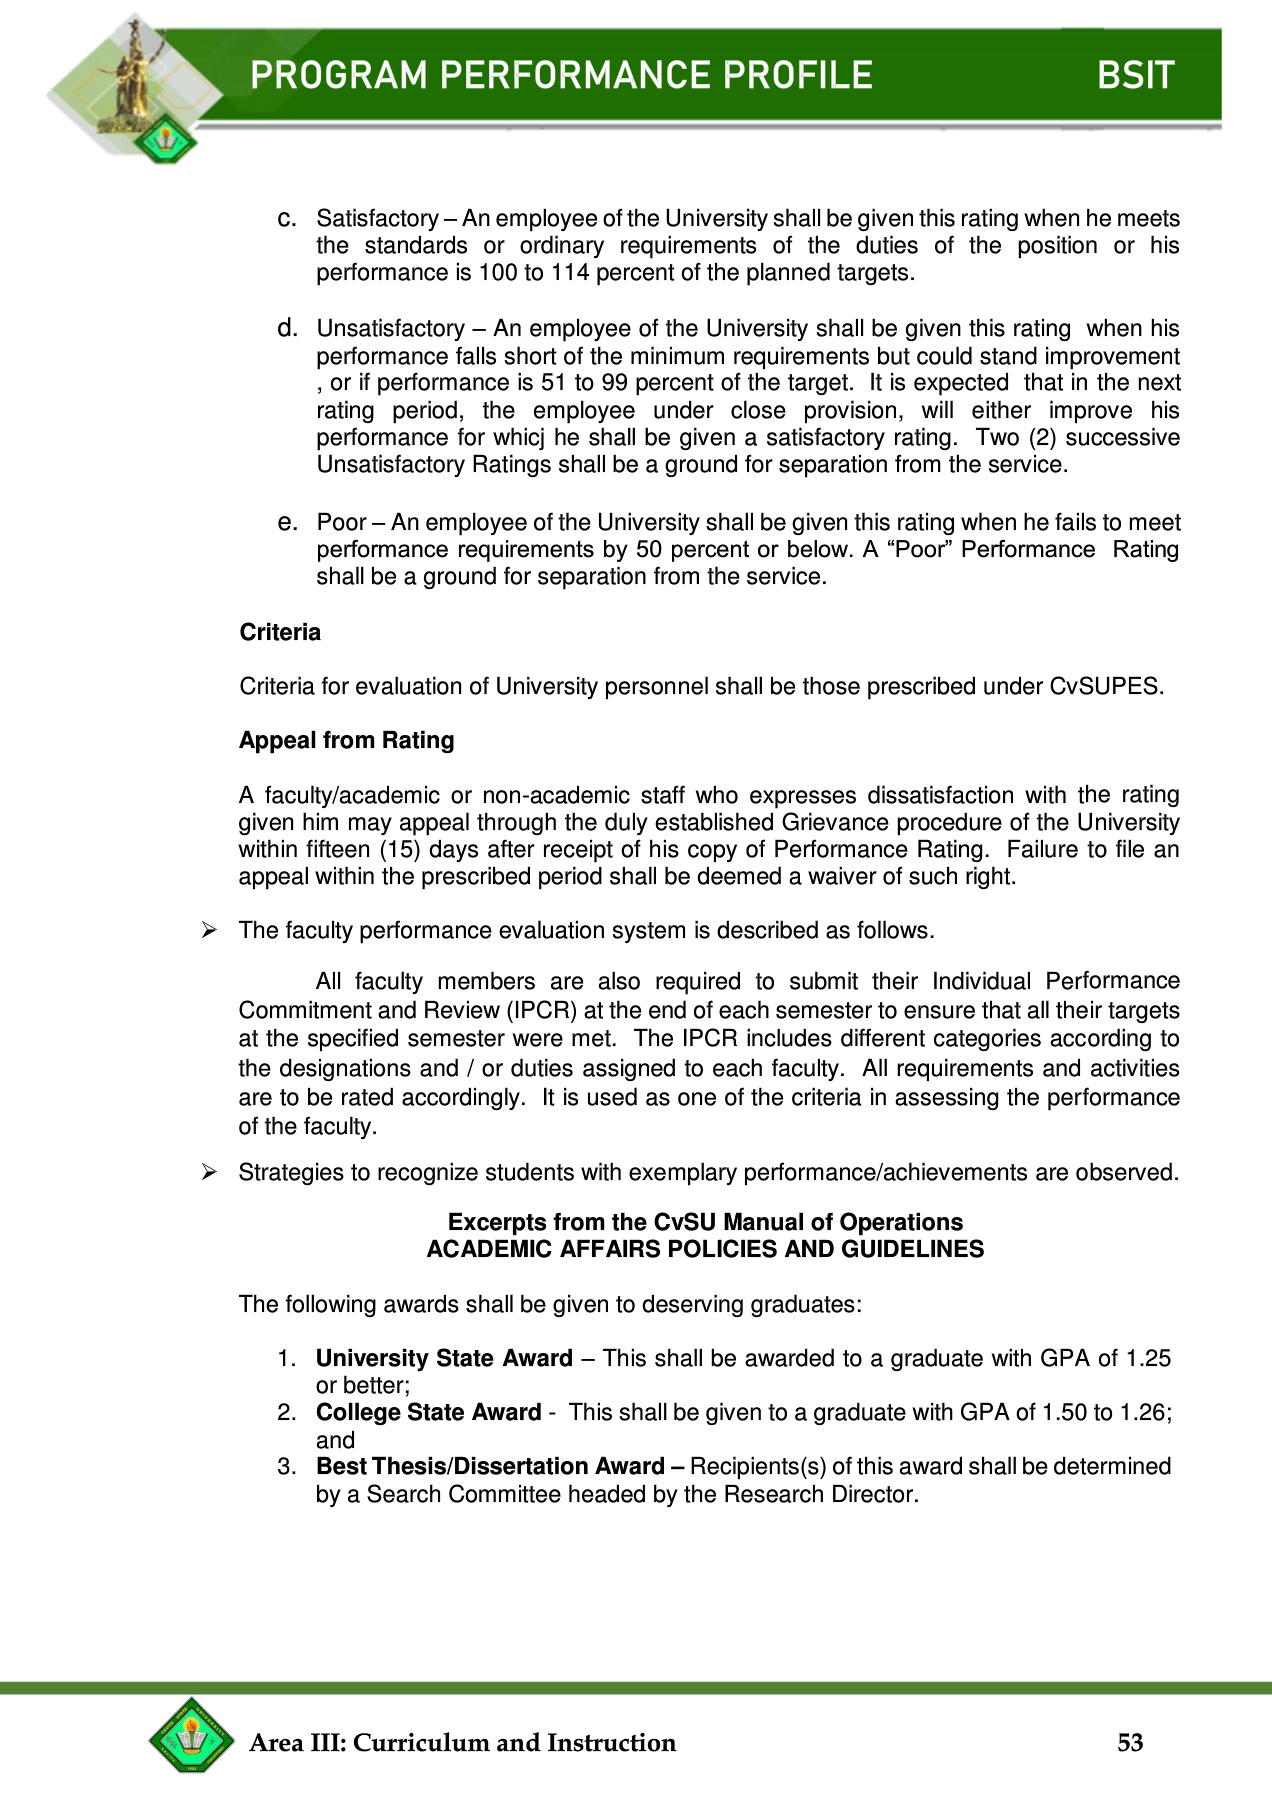 PROGRAM PERFORMANCE PROFILE BSIT
c. Satisfactory – An employee of the University shall be given this rating when he meets
the standards or ordinary requirements of the duties of the position or his
performance is 100 to 114 percent of the planned targets.
d. Unsatisfactory – An employee of the University shall be given this rating when his
performance falls short of the minimum requirements but could stand improvement
, or if performance is 51 to 99 percent of the target. It is expected that in the next
rating period, the employee under close provision, will either improve his
performance for whicj he shall be given a satisfactory rating. Two (2) successive
Unsatisfactory Ratings shall be a ground for separation from the service.
e. Poor – An employee of the University shall be given this rating when he fails to meet
performance requirements by 50 percent or below. A “Poor” Performance Rating
shall be a ground for separation from the service.
Criteria
Criteria for evaluation of University personnel shall be those prescribed under CvSUPES.
Appeal from Rating
A faculty/academic or non-academic staff who expresses dissatisfaction with the rating
given him may appeal through the duly established Grievance procedure of the University
within fifteen (15) days after receipt of his copy of Performance Rating. Failure to file an
appeal within the prescribed period shall be deemed a waiver of such right.
➢ The faculty performance evaluation system is described as follows.
All faculty members are also required to submit their Individual Performance
Commitment and Review (IPCR) at the end of each semester to ensure that all their targets
at the specified semester were met. The IPCR includes different categories according to
the designations and / or duties assigned to each faculty. All requirements and activities
are to be rated accordingly. It is used as one of the criteria in assessing the performance
of the faculty.
➢ Strategies to recognize students with exemplary performance/achievements are observed.
Excerpts from the CvSU Manual of Operations
ACADEMIC AFFAIRS POLICIES AND GUIDELINES
The following awards shall be given to deserving graduates:
1. University State Award – This shall be awarded to a graduate with GPA of 1.25
or better;
2. College State Award - This shall be given to a graduate with GPA of 1.50 to 1.26;
and
3. Best Thesis/Dissertation Award – Recipients(s) of this award shall be determined
by a Search Committee headed by the Research Director.
Area III: Curriculum and Instruction 53